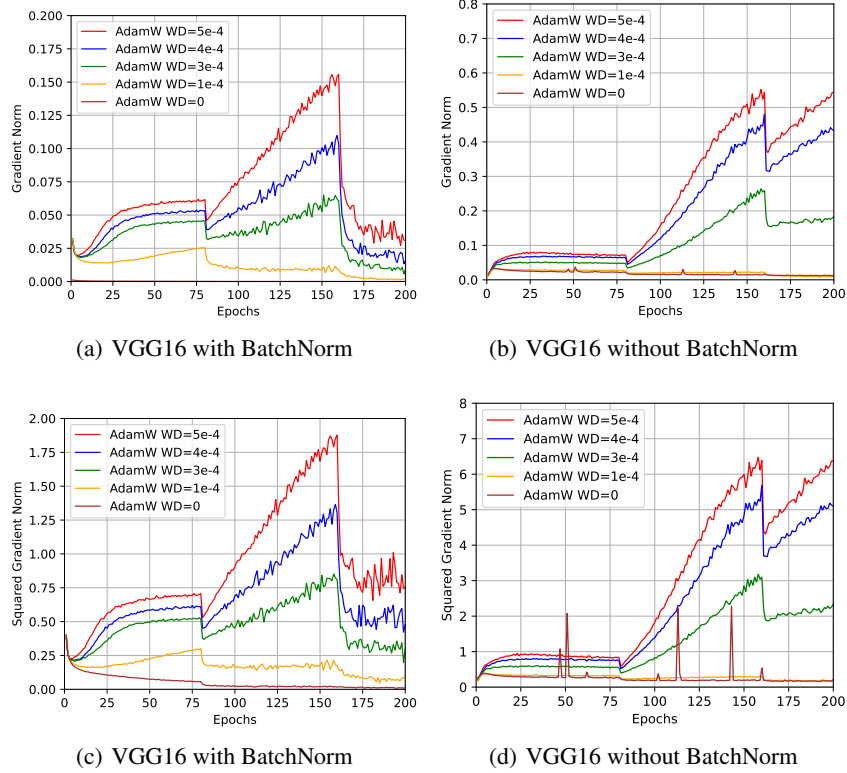 0.200
0.175
0.150
0.125
0.100
0.075
0.050
0.025
0.000
Gradient Norm
AdamW WD=5e-4
AdamW WD=4e-4
AdamW WD=3e-4
AdamW WD=1e-4
AdamW WD=0
0 25 50 75 100 125 150 175 200
Epochs
(a) VGG16 with BatchNorm
0.8
0.7
0.6
0.5
0.4
0.3
0.2
0.1
0.0
Gradient Norm
AdamW WD=5e-4
AdamW WD=4e-4
AdamW WD=3e-4
AdamW WD=1e-4
AdamW WD=0
0 25 50 75 100 125 150 175 200
Epochs
(b) VGG16 without BatchNorm
2.00
1.75
1.50
1.25
1.00
0.75
0.50
0.25
0.00
Squared Gradient Norm
AdamW WD=5e-4
AdamW WD=4e-4
AdamW WD=3e-4
AdamW WD=1e-4
AdamW WD=0
0 25 50 75 100 125 150 175 200
Epochs
(c) VGG16 with BatchNorm
8
7
6
5
4
3
2
1
0
Squared Gradient Norm
AdamW WD=5e-4
AdamW WD=4e-4
AdamW WD=3e-4
AdamW WD=1e-4
AdamW WD=0
0 25 50 75 100 125 150 175 200
Epochs
(d) VGG16 without BatchNorm